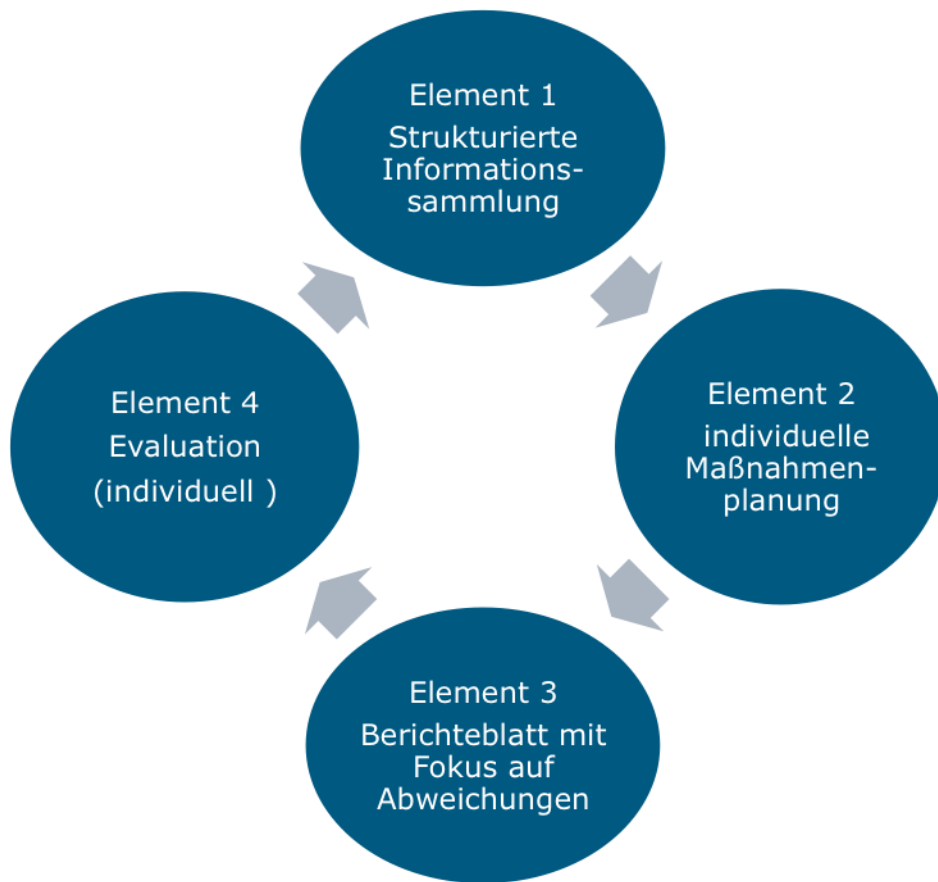 Element 1
Strukturierte
Informations-
sammlung
Element 2
individuelle
Maßnahmen-
planung
Element 3
Berichteblatt mit
Fokus auf
Abweichungen
Element 4
Evaluation
(individuell )